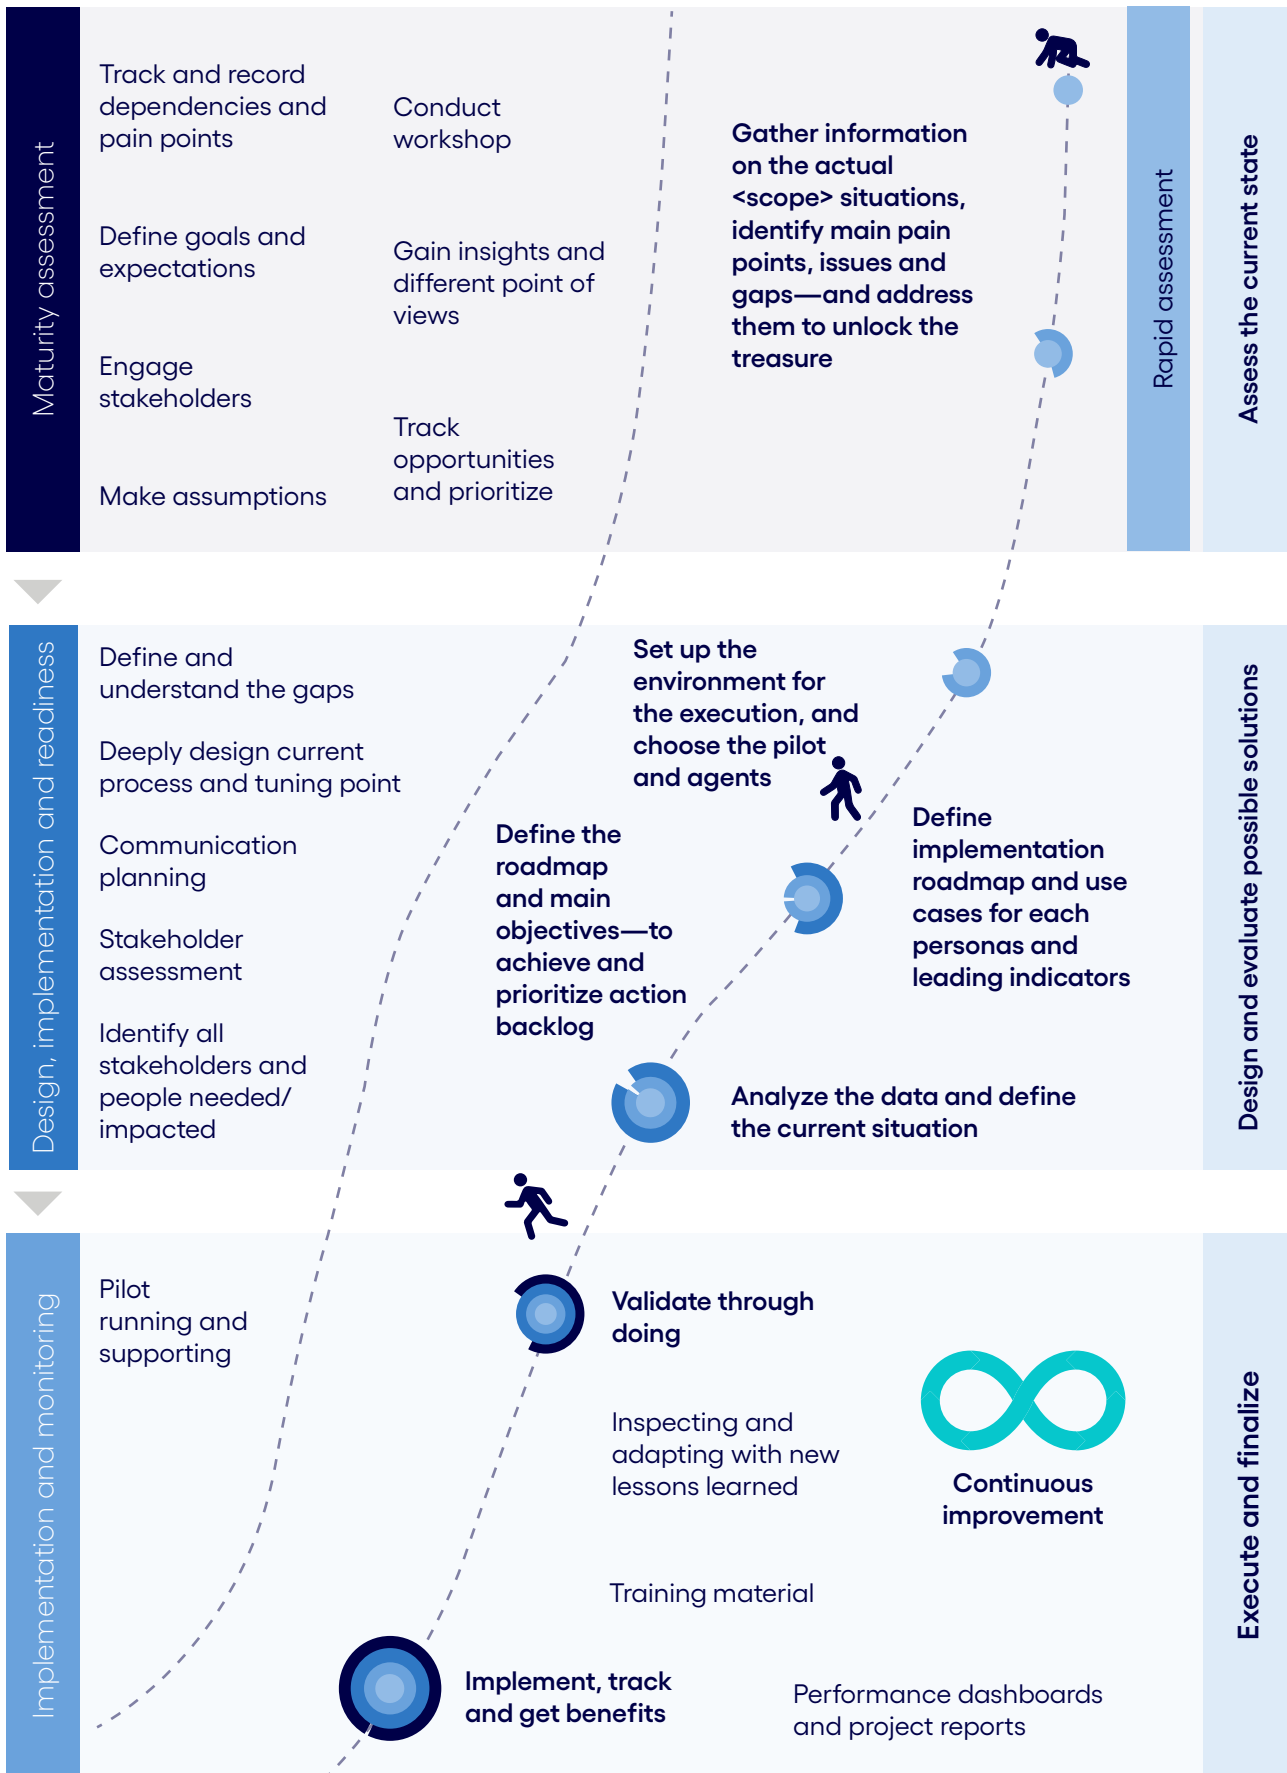 Maturity assessment
Track and record
dependencies and
pain points
Define goals and
expectations
Engage
stakeholders
Make assumptions
Conduct
workshop
Gain insights and
different point of
views
Track
opportunities
and prioritize
Gather information
on the actual
<scope> situations,
identify main pain
points, issues and
gaps—and address
them to unlock the
treasure
Rapid assessment
Assess the current state
Design, implementation and readiness
Define and
understand the gaps
Deeply design current
process and tuning point
Communication
planning
Stakeholder
assessment
Identify all
stakeholders and
people needed/
impacted
Set up the
environment for
the execution, and
choose the pilot
and agents
Define the
roadmap
and main
objectives—to
achieve and
prioritize action
backlog
Define
implementation
roadmap and use
cases for each
personas and
leading indicators
Analyze the data and define
the current situation
Design and evaluate possible solutions
Implementation and monitoring
Pilot
running and
supporting
Validate through
doing
Inspecting and
adapting with new
lessons learned
Continuous
improvement
Training material
Implement, track
and get benefits
Performance dashboards
and project reports
Execute and finalize